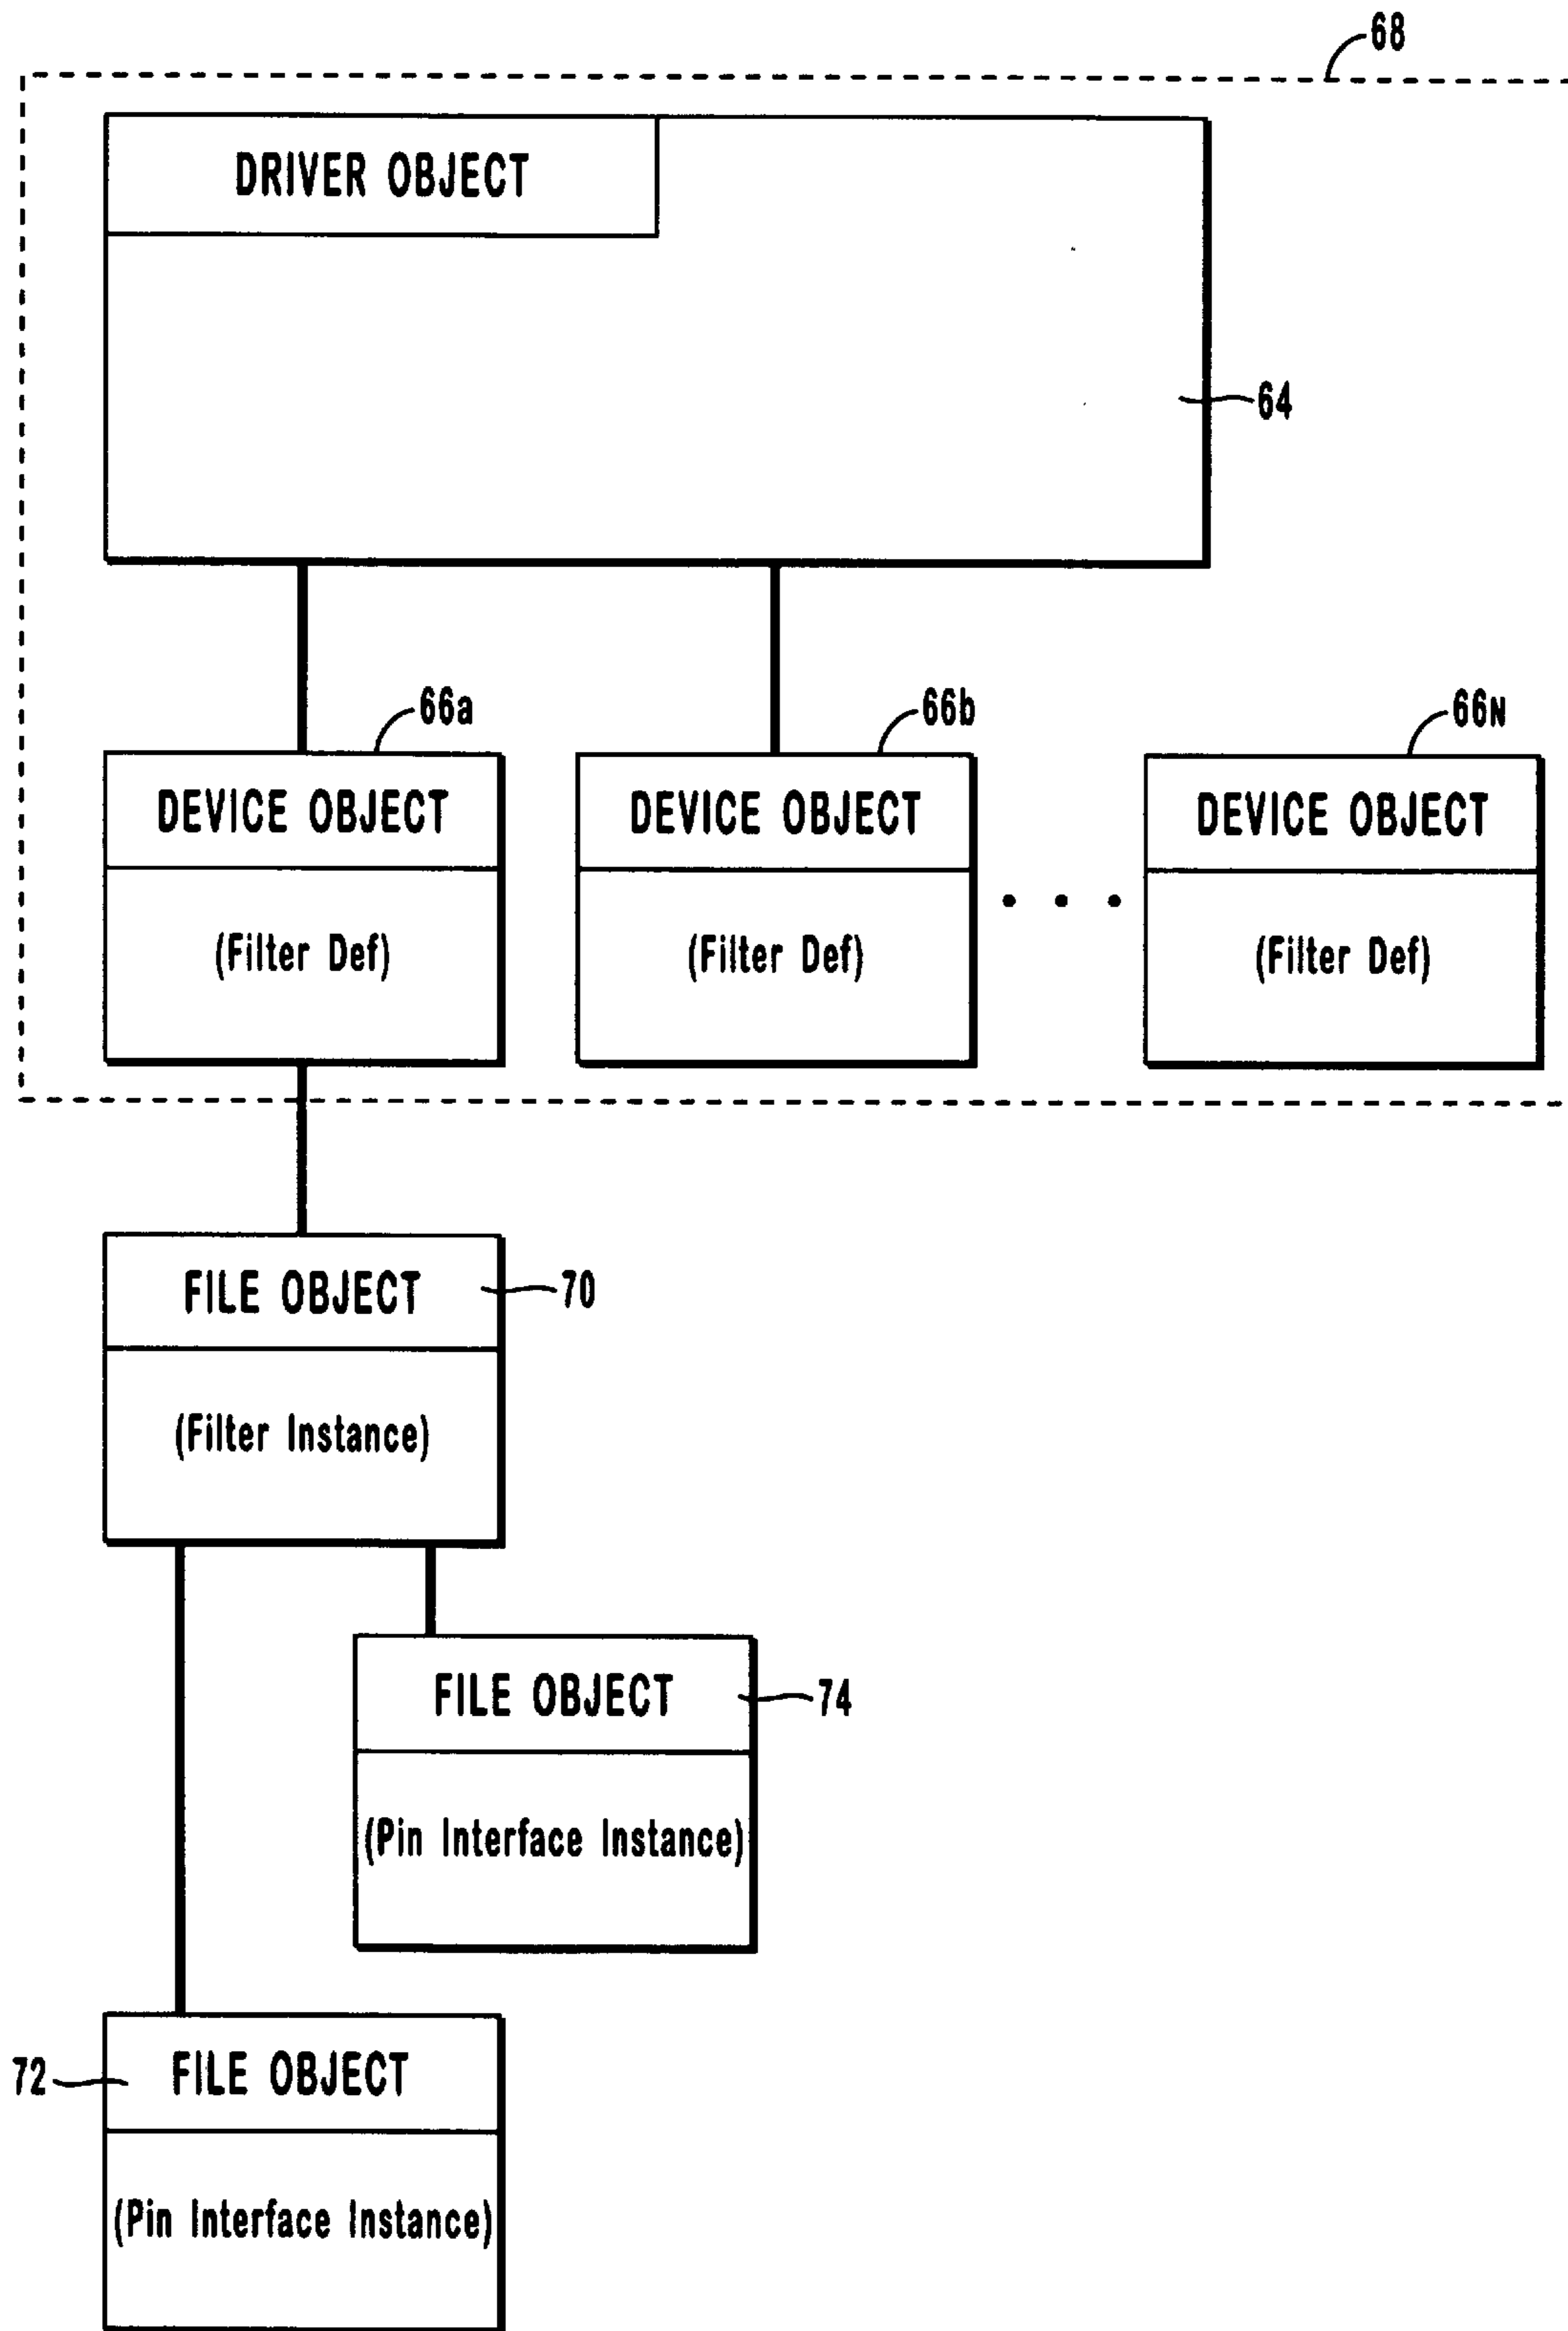 68
DRIVER OBJECT
64
66a
66b
66N
DEVICE OBJECT
DEVICE OBJECT
DEVICE OBJECT
(Filter Def)
(Filter Def)
(Filter Def)
FILE OBJECT
70
(Filter Instance)
FILE OBJECT
74
(Pin Interface Instance)
72
FILE OBJECT
(Pin Interface Instance)